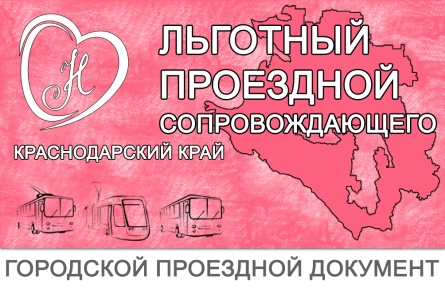 ЛЬГОТНЫЙ
ПРОЕЗДНОЙ
СОПРОВОЖДАЮЩЕГО
Н
КРАСНОДАРСКИЙ КРАЙ
ГОРОДСКОЙ ПРОЕЗДНОЙ ДОКУМЕНТ